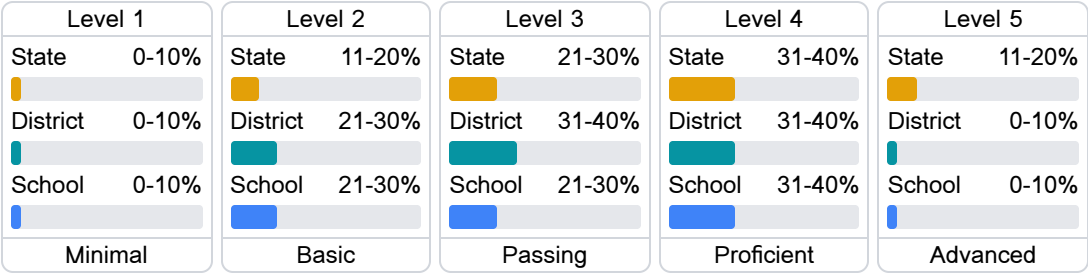 Level 1
State 0-10%
District 0-10%
School 0-10%
Minimal
Level 2
State 11-20%
District 21-30%
School 21-30%
Basic
Level 3
State 21-30%
District 31-40%
School 21-30%
Passing
Level 4
State 31-40%
District 31-40%
School 31-40%
Proficient
Level 5
State 11-20%
District 0-10%
School 0-10%
Advanced